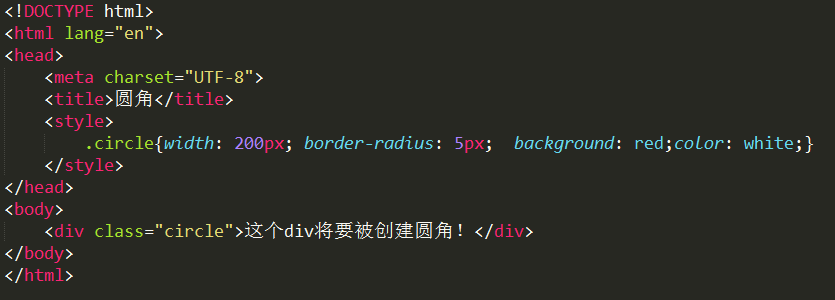 <!DOCTYPE html>
<html lang="en">
<head>
    <meta charset="UTF-8">
    <title>圆角</title>
    <style>
        .circle{width: 200px; border-radius: 5px;  background: red;color: white;}
    </style>
</head>
<body>
    <div class="circle">这个div将要被创建圆角！</div>
</body>
</html>